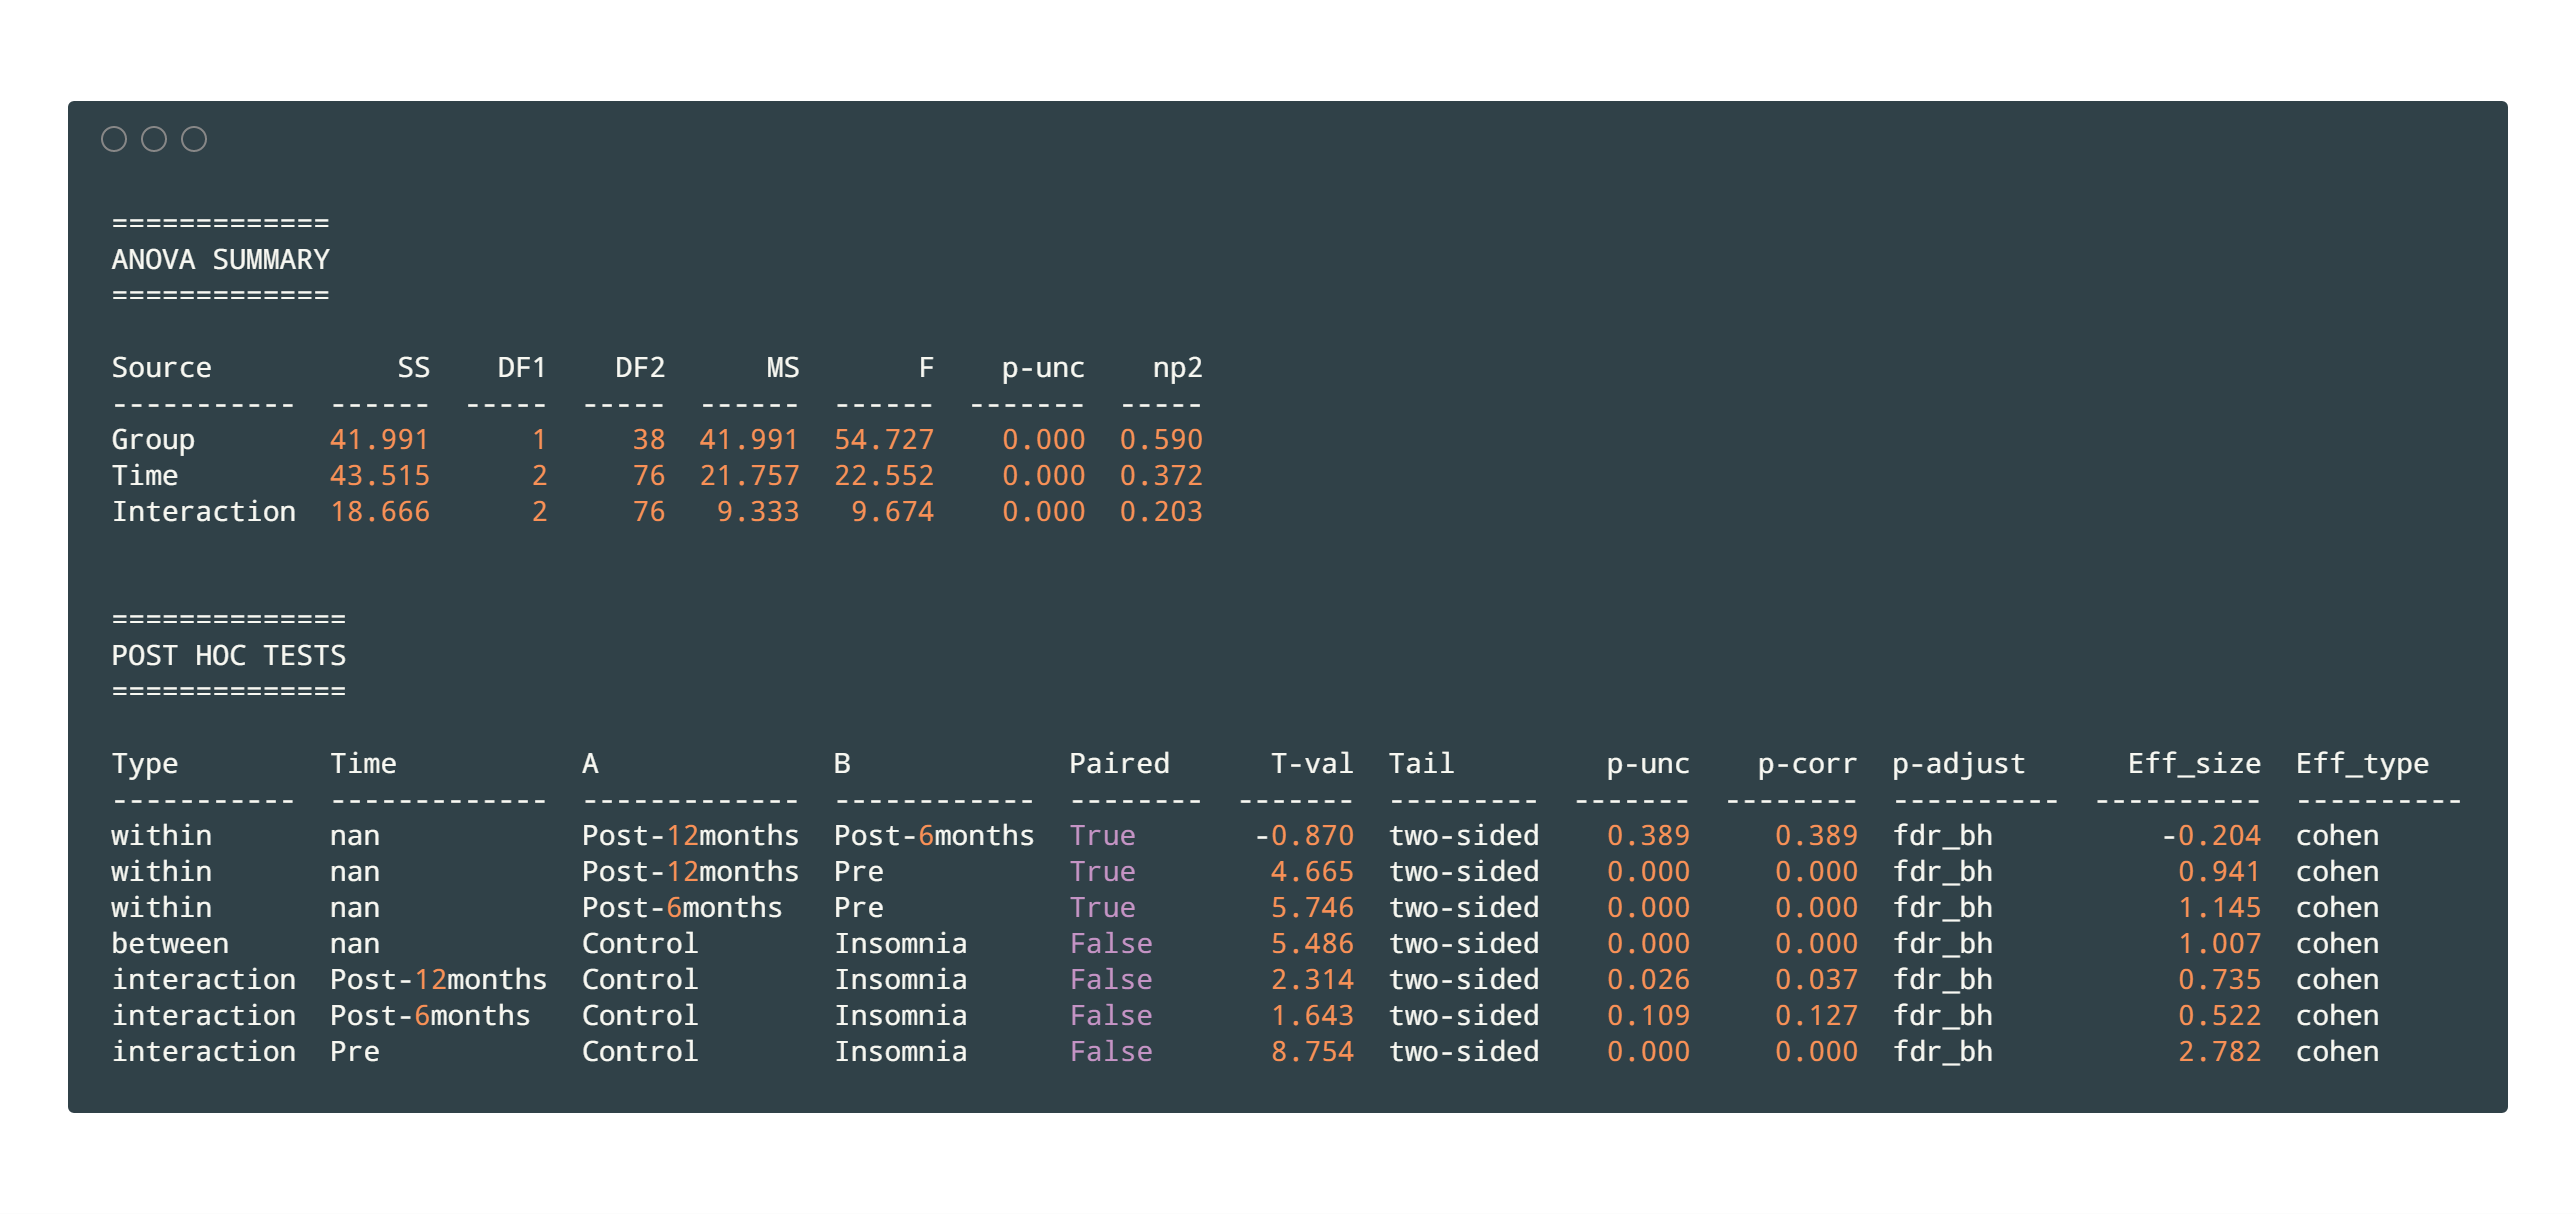 =============
ANOVA SUMMARY
=============
Source           SS    DF1    DF2      MS       F    p-unc    np2
-----------  ------  -----  -----  ------  ------  -------  -----
Group        41.991      1     38  41.991  54.727    0.000  0.590
Time         43.515      2     76  21.757  22.552    0.000  0.372
Interaction  18.666      2     76   9.333   9.674    0.000  0.203
==============
POST HOC TESTS
==============
Type         Time           A              B             Paired      T-val  Tail         p-unc    p-corr  p-adjust      Eff_size  Eff_type
-----------  -------------  -------------  ------------  --------  -------  ---------  -------  --------  ----------  ----------  ----------
within       nan            Post-12months  Post-6months  True       -0.870  two-sided    0.389     0.389  fdr_bh          -0.204  cohen
within       nan            Post-12months  Pre           True        4.665  two-sided    0.000     0.000  fdr_bh           0.941  cohen
within       nan            Post-6months   Pre           True        5.746  two-sided    0.000     0.000  fdr_bh           1.145  cohen
between      nan            Control        Insomnia      False       5.486  two-sided    0.000     0.000  fdr_bh           1.007  cohen
interaction  Post-12months  Control        Insomnia      False       2.314  two-sided    0.026     0.037  fdr_bh           0.735  cohen
interaction  Post-6months   Control        Insomnia      False       1.643  two-sided    0.109     0.127  fdr_bh           0.522  cohen
interaction  Pre            Control        Insomnia      False       8.754  two-sided    0.000     0.000  fdr_bh           2.782  cohen